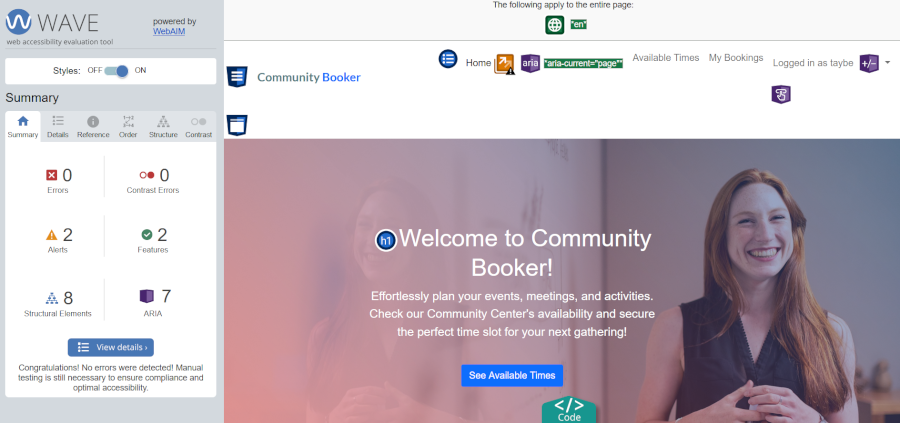 WAVE
powered by
WebAIM
web accessibility evaluation tool
Styles: OFF ON
Summary
Summary Details Reference Order Structure Contrast
0 0
Errors Contrast Errors
2 2
Alerts Features
8 7
Structural Elements ARIA
View details ›
Congratulations! No errors were detected! Manual
testing is still necessary to ensure compliance and
optimal accessibility.
The following apply to the entire page:
"en"
Community Booker
Home aria *"aria-current="page"" Available Times My Bookings Logged in as taybe +/−
h1 Welcome to Community
Booker!
Effortlessly plan your events, meetings, and activities.
Check our Community Center's availability and secure
the perfect time slot for your next gathering!
See Available Times
</>
Code